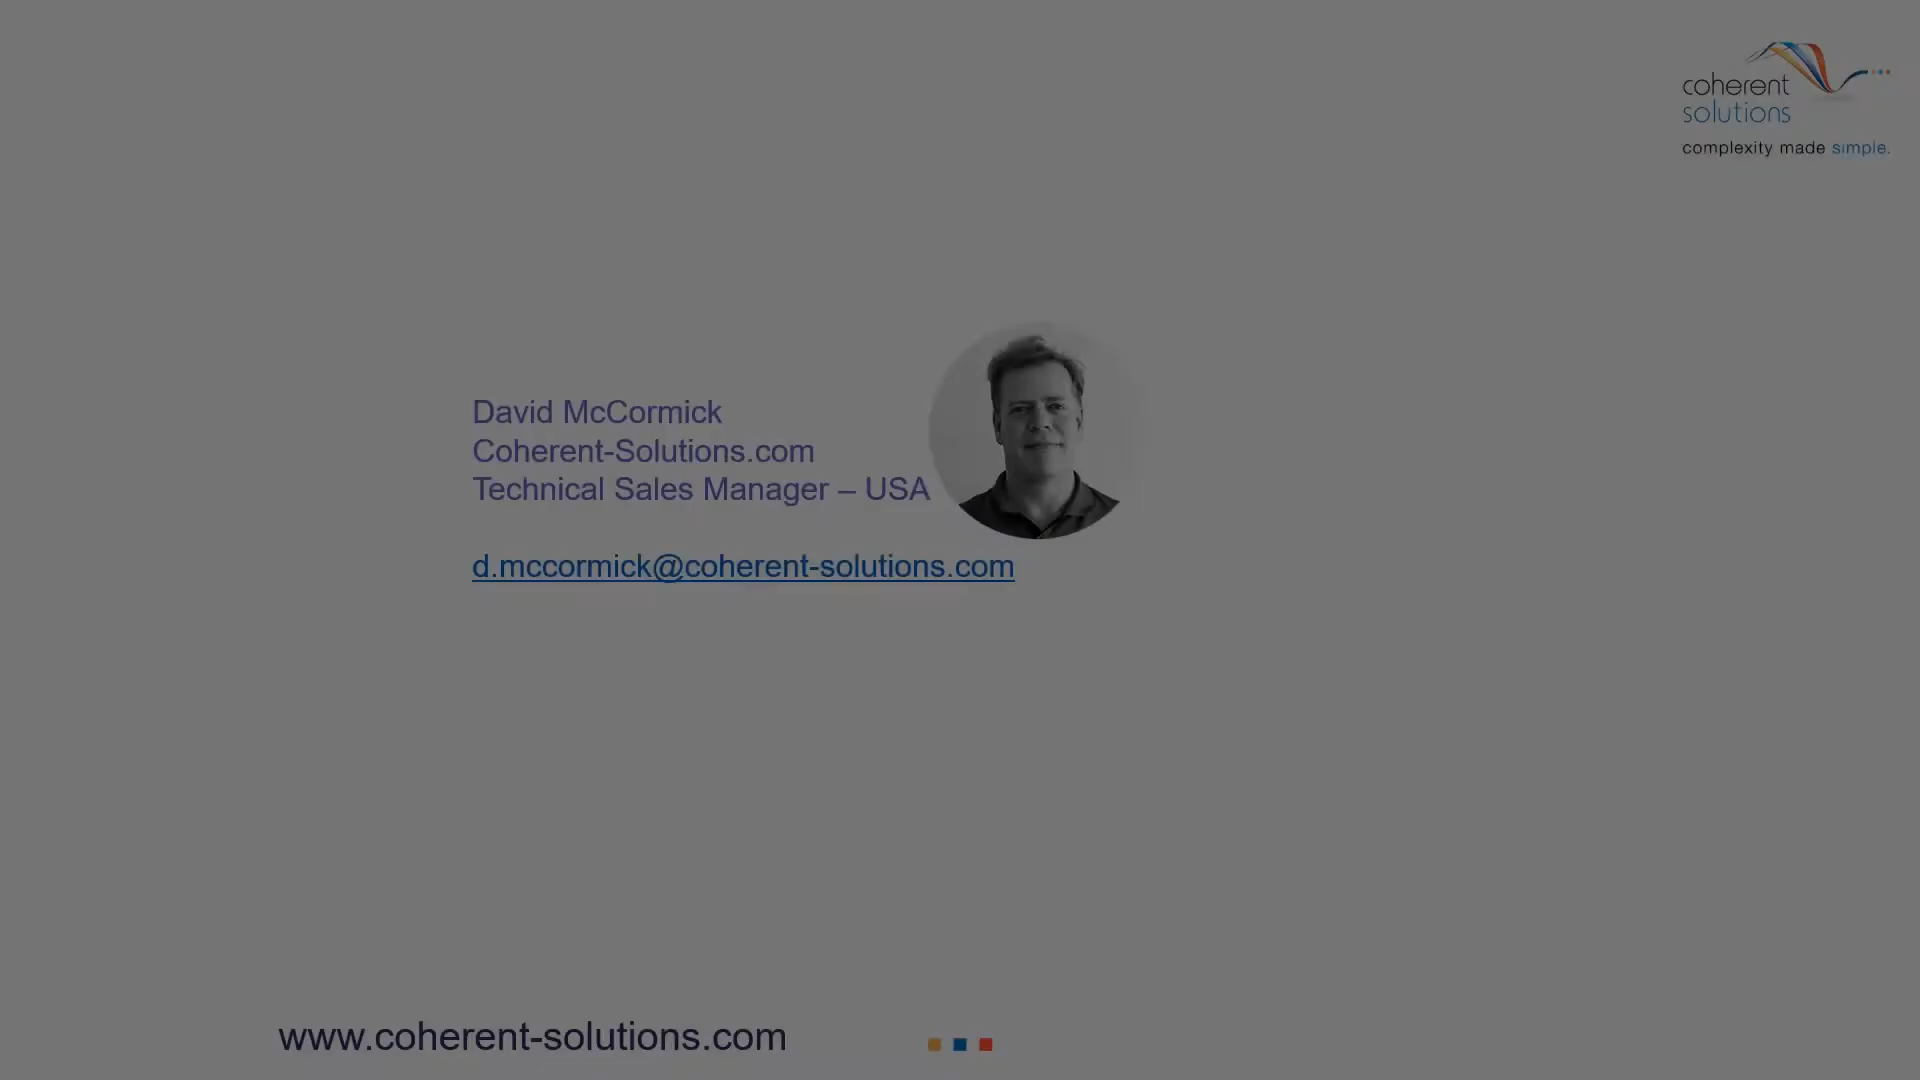 coherent
solutions
complexity made simple.
David McCormick
Coherent-Solutions.com
Technical Sales Manager – USA
d.mccormick@coherent-solutions.com
www.coherent-solutions.com